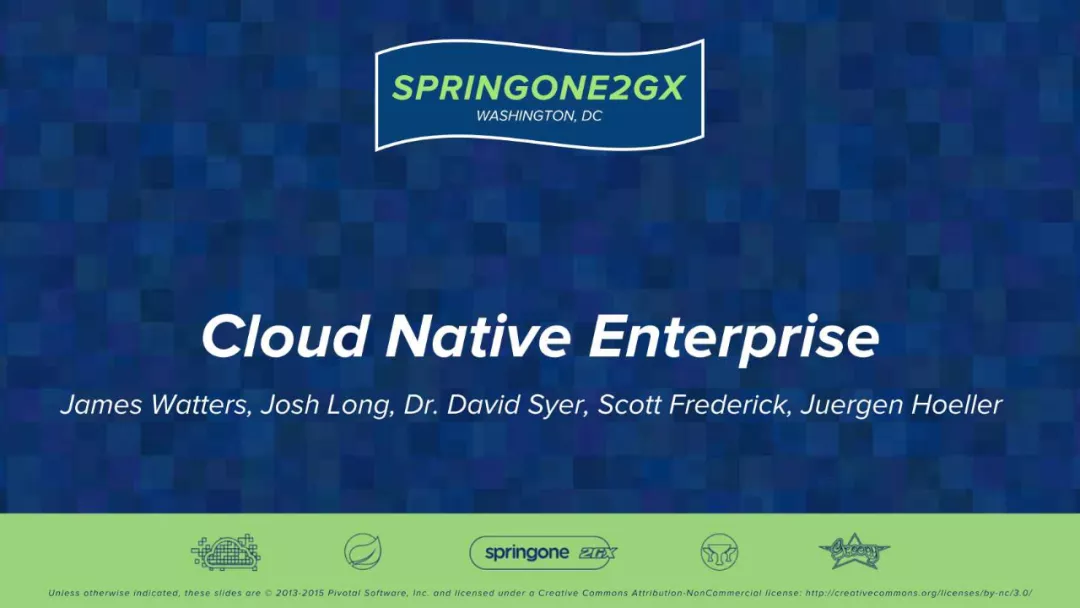 SPRINGONE2GX
WASHINGTON, DC
Cloud Native Enterprise
James Watters, Josh Long, Dr. David Syer, Scott Frederick, Juergen Hoeller
springone 2GX
Groovy
Unless otherwise indicated, these slides are © 2013-2015 Pivotal Software, Inc. and licensed under a Creative Commons Attribution-NonCommercial license: http://creativecommons.org/licenses/by-nc/3.0/